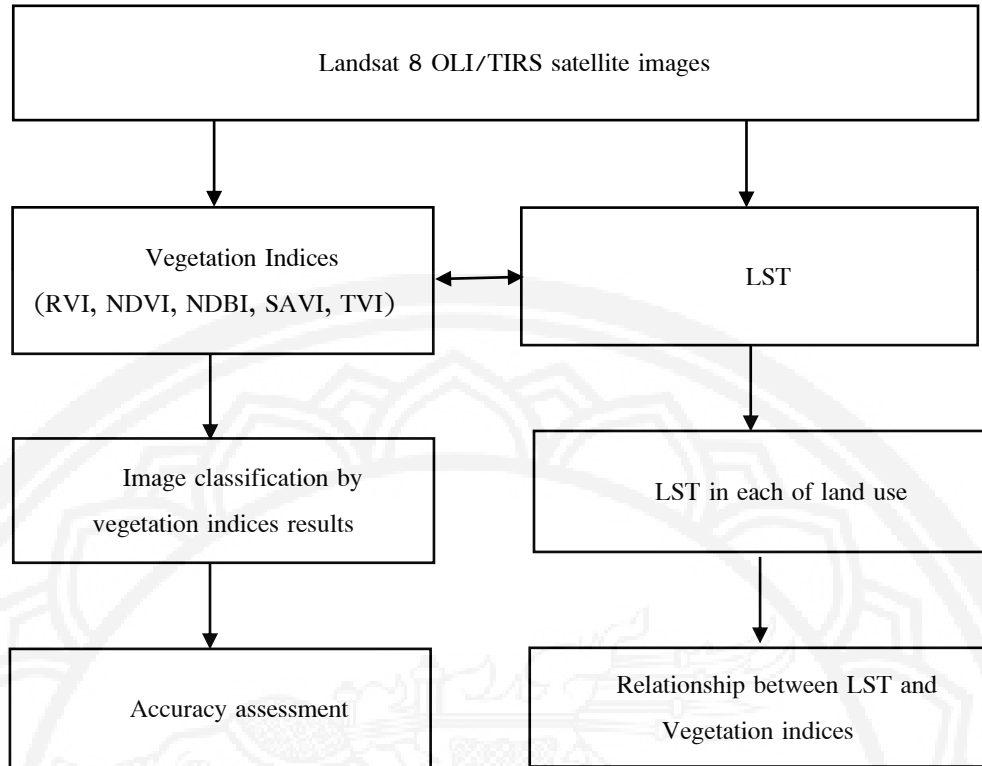 Landsat 8 OLI/TIRS satellite images
Vegetation Indices
(RVI, NDVI, NDBI, SAVI, TVI)
LST
Image classification by
vegetation indices results
LST in each of land use
Accuracy assessment
Relationship between LST and
Vegetation indices